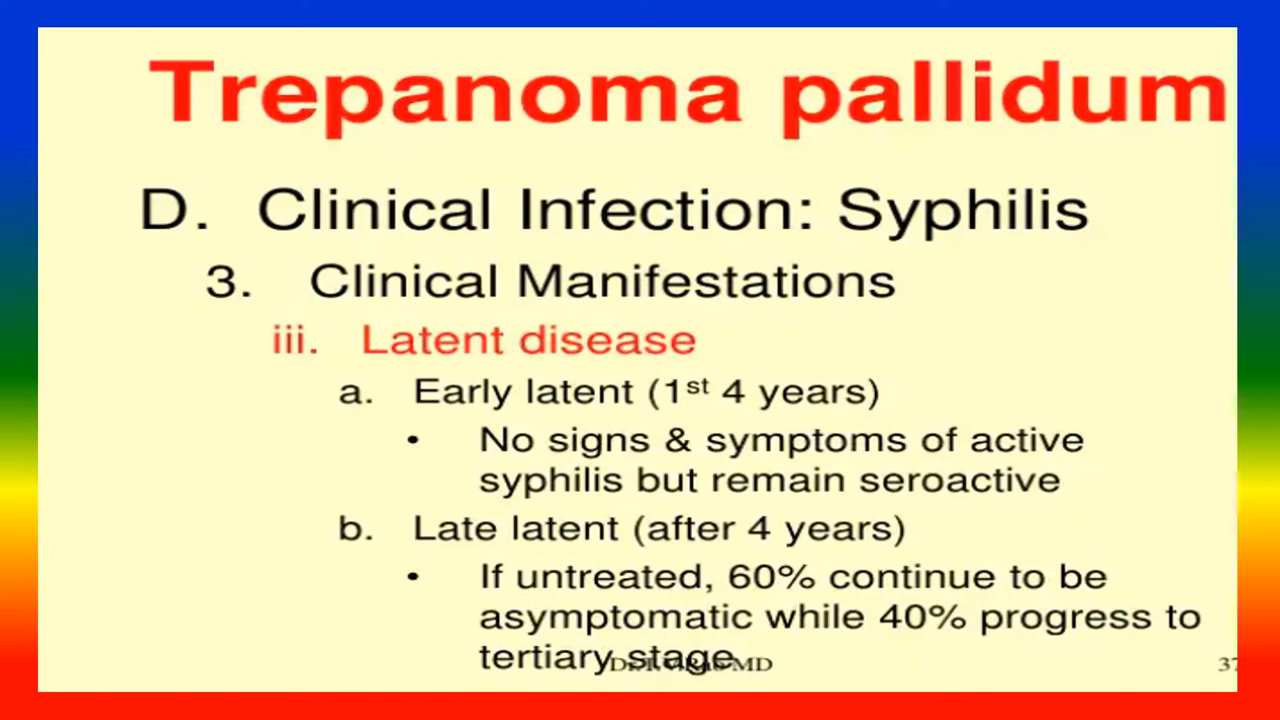 Trepanoma pallidum
D. Clinical Infection: Syphilis
3. Clinical Manifestations
iii. Latent disease
a. Early latent (1st 4 years)
• No signs & symptoms of active
syphilis but remain seroactive
b. Late latent (after 4 years)
• If untreated, 60% continue to be
asymptomatic while 40% progress to
tertiary stage
MD
37